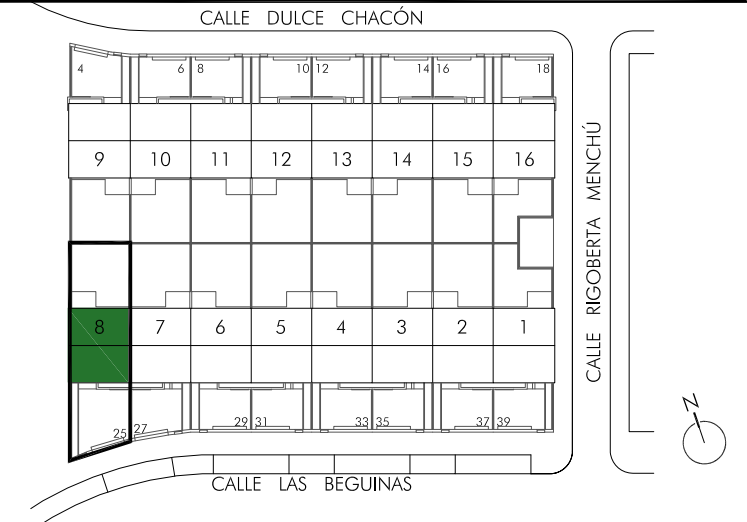 CALLE DULCE CHACÓN
4 6 8 10 12 14 16 18
9 10 11 12 13 14 15 16
CALLE RIGOBERTA MENCHÚ
8 7 6 5 4 3 2 1
25 27 29 31 33 35 37 39
N
CALLE LAS BEGUINAS